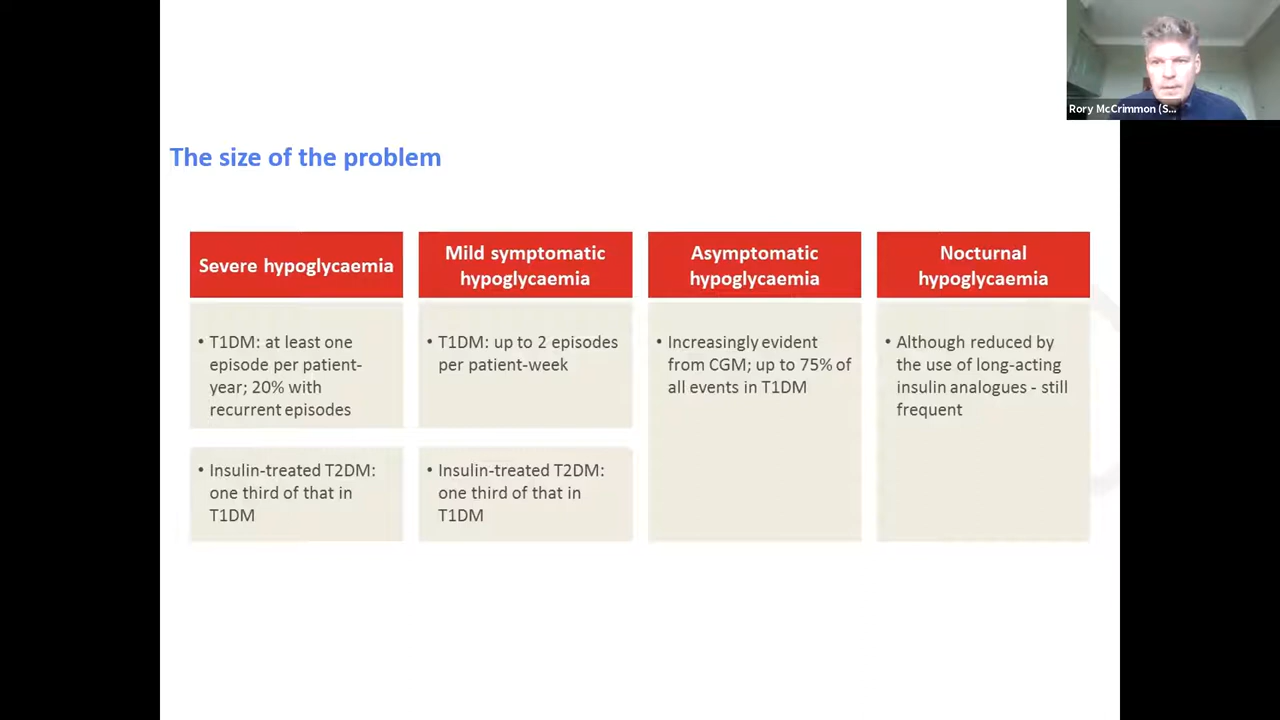 Rory McCrimmon (S...
The size of the problem
Severe hypoglycaemia
• T1DM: at least one
episode per patient-
year; 20% with
recurrent episodes
• Insulin-treated T2DM:
one third of that in
T1DM
Mild symptomatic
hypoglycaemia
• T1DM: up to 2 episodes
per patient-week
• Insulin-treated T2DM:
one third of that in
T1DM
Asymptomatic
hypoglycaemia
• Increasingly evident
from CGM; up to 75% of
all events in T1DM
Nocturnal
hypoglycaemia
• Although reduced by
the use of long-acting
insulin analogues - still
frequent